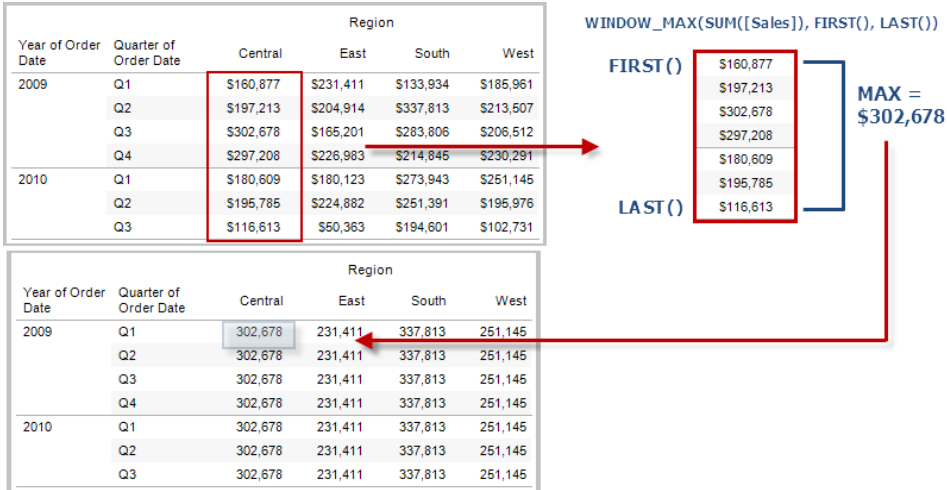 Region
Year of Order Date Quarter of Order Date Central East South West
2009 Q1 $160,877 $231,411 $133,934 $185,961
Q2 $197,213 $204,914 $337,813 $213,507
Q3 $302,678 $165,201 $283,806 $206,512
Q4 $297,208 $226,983 $214,845 $230,291
2010 Q1 $180,609 $180,123 $273,943 $251,145
Q2 $195,785 $224,882 $251,391 $195,976
Q3 $116,613 $50,363 $194,601 $102,731
WINDOW_MAX(SUM([Sales]), FIRST(), LAST())
FIRST() $160,877
$197,213
$302,678
$297,208
$180,609
$195,785
LAST() $116,613
MAX =
$302,678
Region
Year of Order Date Quarter of Order Date Central East South West
2009 Q1 302,678 231,411 337,813 251,145
Q2 302,678 231,411 337,813 251,145
Q3 302,678 231,411 337,813 251,145
Q4 302,678 231,411 337,813 251,145
2010 Q1 302,678 231,411 337,813 251,145
Q2 302,678 231,411 337,813 251,145
Q3 302,678 231,411 337,813 251,145